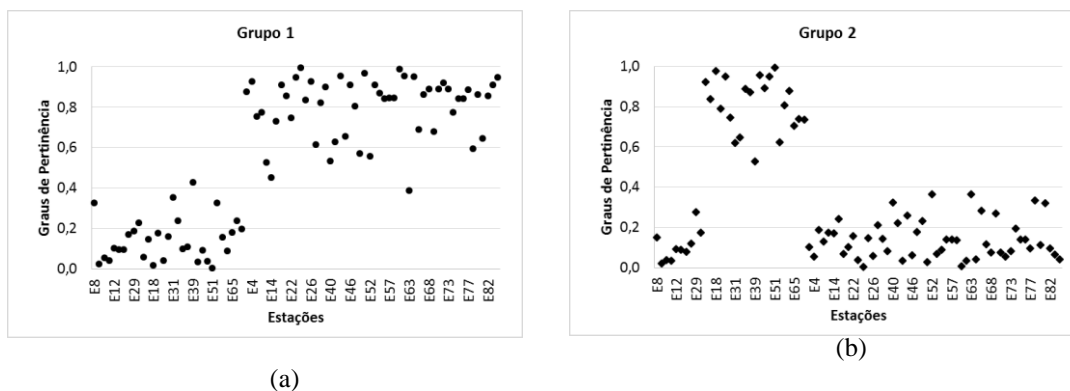 Grupo 1
Graus de Pertinência
1,0
0,8
0,6
0,4
0,2
0,0
E8 E12 E29 E18 E31 E39 E51 E65 E4 E14 E22 E26 E40 E46 E52 E57 E63 E68 E73 E77 E82
Estações
(a)
Grupo 2
Graus de Pertinência
1,0
0,8
0,6
0,4
0,2
0,0
E8 E12 E29 E18 E31 E39 E51 E65 E4 E14 E22 E26 E40 E46 E52 E57 E63 E68 E73 E77 E82
Estações
(b)